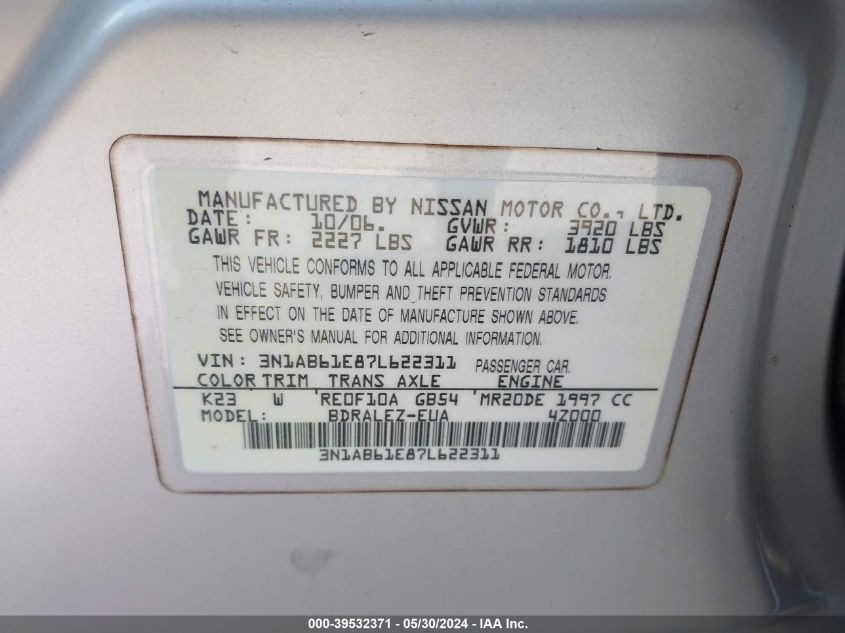 MANUFACTURED BY NISSAN MOTOR CO., LTD.
DATE: 10/06. GVWR: 3920 LBS
GAWR FR: 2227 LBS GAWR RR: 1810 LBS
THIS VEHICLE CONFORMS TO ALL APPLICABLE FEDERAL MOTOR.
VEHICLE SAFETY, BUMPER AND THEFT PREVENTION STANDARDS
IN EFFECT ON THE DATE OF MANUFACTURE SHOWN ABOVE.
SEE OWNER'S MANUAL FOR ADDITIONAL INFORMATION.
VIN: 3N1AB61E87L622311 PASSENGER CAR.
COLOR TRIM TRANS AXLE ENGINE
K23 W 'RE0F10A GB54 'MR20DE 1997 CC
MODEL: BDRALEZ-EUA 4Z000
3N1AB61E87L622311
000-39532371 - 05/30/2024 - IAA Inc.